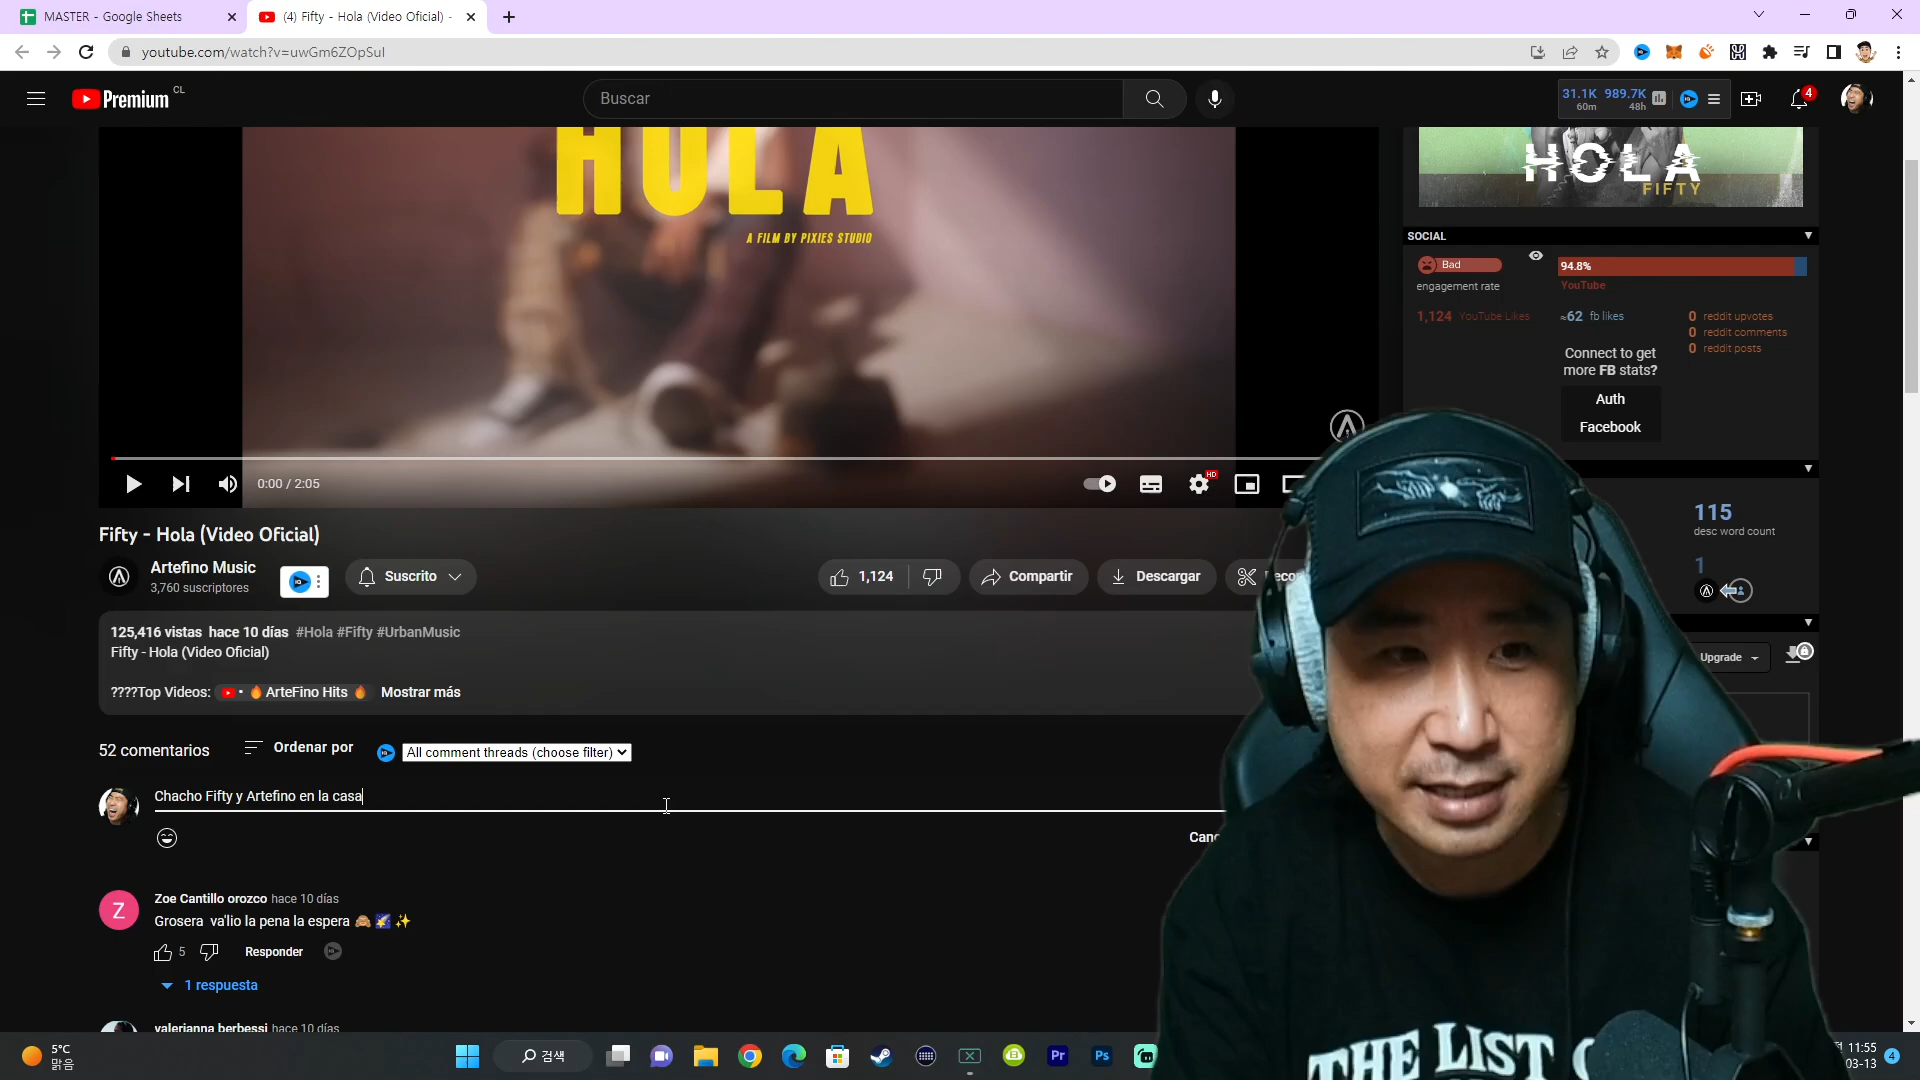 MASTER - Google Sheets
(4) Fifty - Hola (Video Oficial) -
youtube.com/watch?v=uwGm6ZOpSuI
Premium CL
Buscar
31.1K 989.7K
60m 48h
4
HOLA
A FILM BY PIXIES STUDIO
HOLA
FIFTY
SOCIAL
Bad
engagement rate
94.8%
YouTube
1,124 YouTube Likes
≈62 fb likes
0 reddit upvotes
0 reddit comments
0 reddit posts
Connect to get
more FB stats?
Auth
Facebook
0:00 / 2:05
HD
115
desc word count
1
Fifty - Hola (Video Oficial)
Artefino Music
3,760 suscriptores
Suscrito
1,124
Compartir
Descargar
Upgrade
125,416 vistas hace 10 días #Hola #Fifty #UrbanMusic
Fifty - Hola (Video Oficial)
????Top Videos: • 🔥 ArteFino Hits 🔥 Mostrar más
52 comentarios
Ordenar por
All comment threads (choose filter)
Chacho Fifty y Artefino en la casa
Canc
Z
Zoe Cantillo orozco hace 10 días
Grosera va'lio la pena la espera 🙈🌠✨
5
Responder
1 respuesta
valerianna berbessi hace 10 días
THE LIST
5°C
맑음
검색
Pr
Ps
11:55
03-13
4